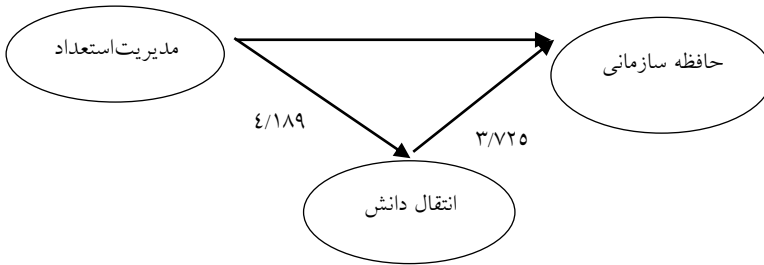 مدیریت‌استعداد
حافظه سازمانی
٤/١٨٩
٣/٧٢٥
انتقال دانش